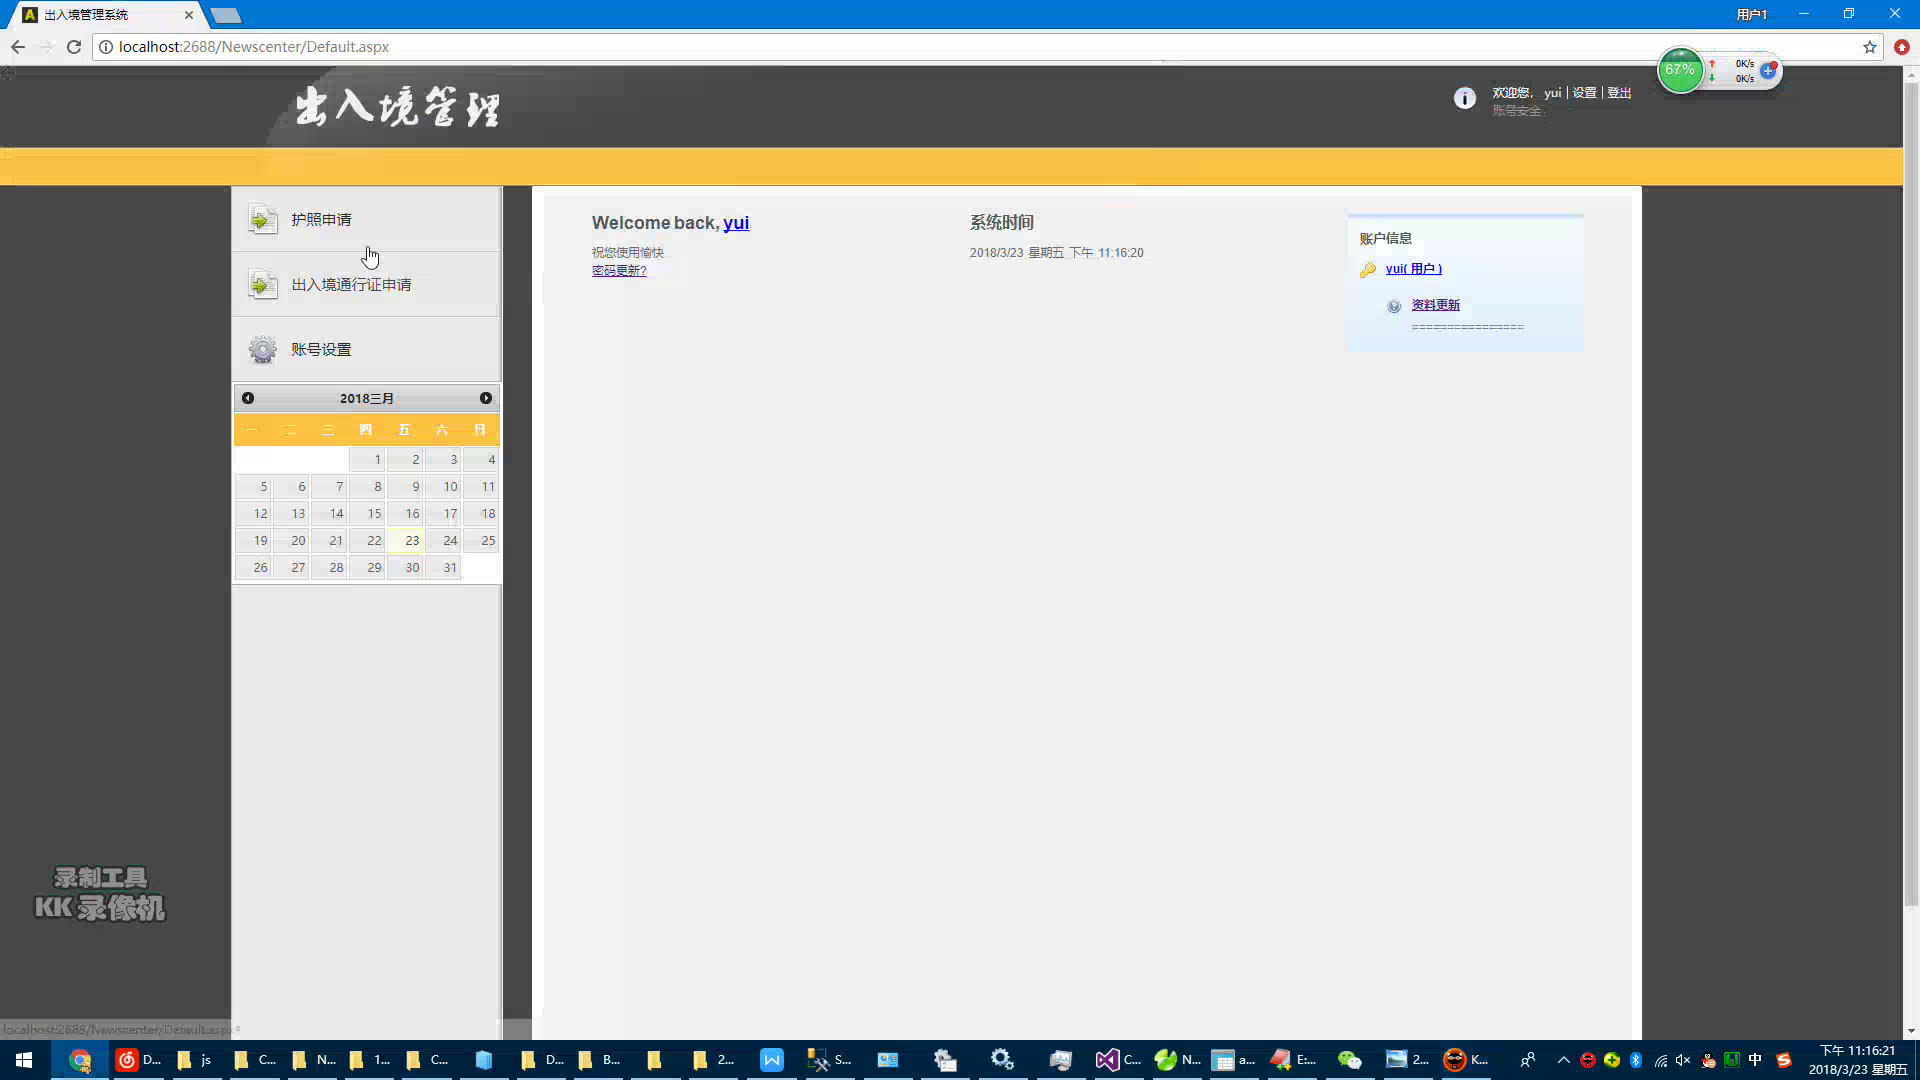 出入境管理系统
用户1
localhost:2688/Newscenter/Default.aspx
67%
0K/s
0K/s
出入境管理
欢迎您, yui | 设置 | 登出
账号安全:
护照申请
出入境通行证申请
账号设置
2018三月
一 二 三 四 五 六 日
1 2 3 4
5 6 7 8 9 10 11
12 13 14 15 16 17 18
19 20 21 22 23 24 25
26 27 28 29 30 31
Welcome back, yui
祝您使用愉快.
密码更新?
系统时间
2018/3/23 星期五 下午 11:16:20
账户信息
yui( 用户 )
资料更新
================
录制工具
KK 录像机
localhost:2688/Newscenter/Default.aspx#
D... js C... N... 1... C... D... B... 2... S... C... N... a... E:... 2... K...
中
下午 11:16:21
2018/3/23 星期五